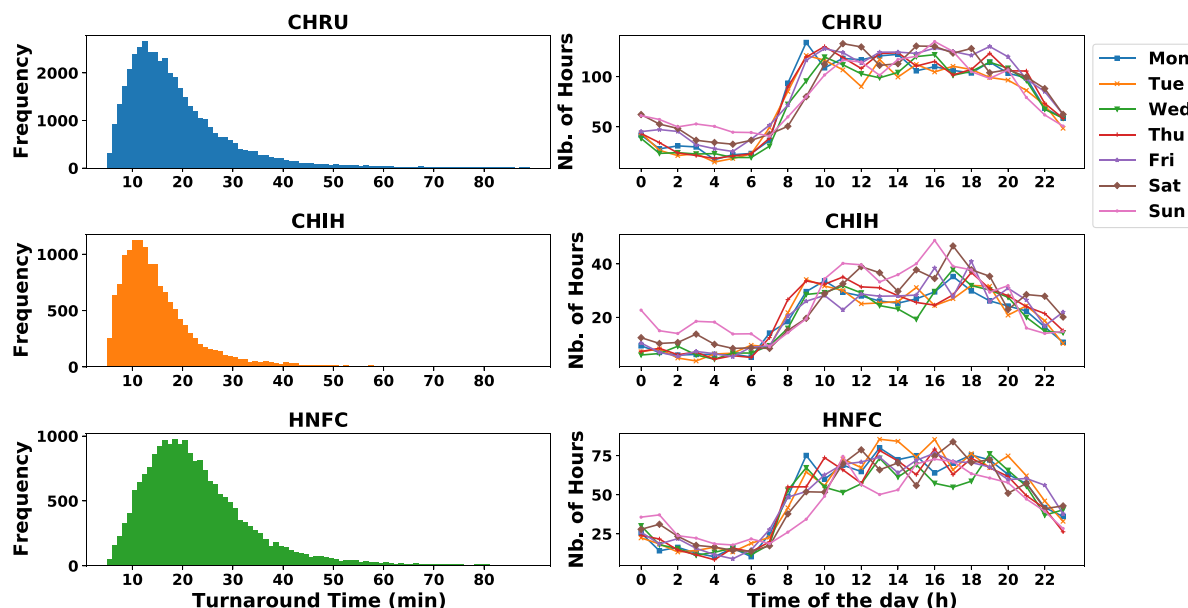 CHRU
Frequency
2000
1000
0
10 20 30 40 50 60 70 80
CHRU
Nb. of Hours
100
50
0 2 4 6 8 10 12 14 16 18 20 22
Mon
Tue
Wed
Thu
Fri
Sat
Sun
CHIH
Frequency
1000
500
0
10 20 30 40 50 60 70 80
CHIH
Nb. of Hours
40
20
0 2 4 6 8 10 12 14 16 18 20 22
HNFC
Frequency
1000
500
0
10 20 30 40 50 60 70 80
Turnaround Time (min)
HNFC
Nb. of Hours
75
50
25
0 2 4 6 8 10 12 14 16 18 20 22
Time of the day (h)